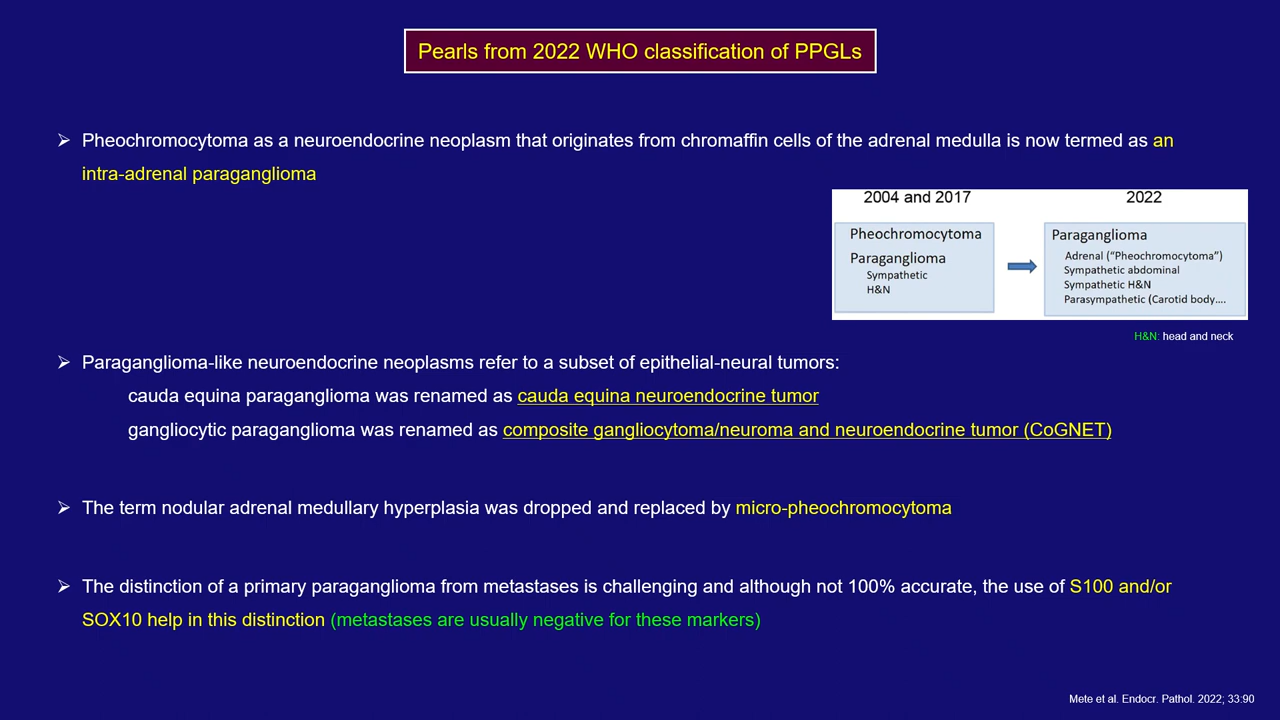 Pearls from 2022 WHO classification of PPGLs
➢ Pheochromocytoma as a neuroendocrine neoplasm that originates from chromaffin cells of the adrenal medulla is now termed as an
intra-adrenal paraganglioma
2004 and 2017
Pheochromocytoma
Paraganglioma
Sympathetic
H&N
2022
Paraganglioma
Adrenal ("Pheochromocytoma")
Sympathetic abdominal
Sympathetic H&N
Parasympathetic (Carotid body....
H&N: head and neck
➢ Paraganglioma-like neuroendocrine neoplasms refer to a subset of epithelial-neural tumors:
cauda equina paraganglioma was renamed as cauda equina neuroendocrine tumor
gangliocytic paraganglioma was renamed as composite gangliocytoma/neuroma and neuroendocrine tumor (CoGNET)
➢ The term nodular adrenal medullary hyperplasia was dropped and replaced by micro-pheochromocytoma
➢ The distinction of a primary paraganglioma from metastases is challenging and although not 100% accurate, the use of S100 and/or
SOX10 help in this distinction (metastases are usually negative for these markers)
Mete et al. Endocr. Pathol. 2022; 33:90